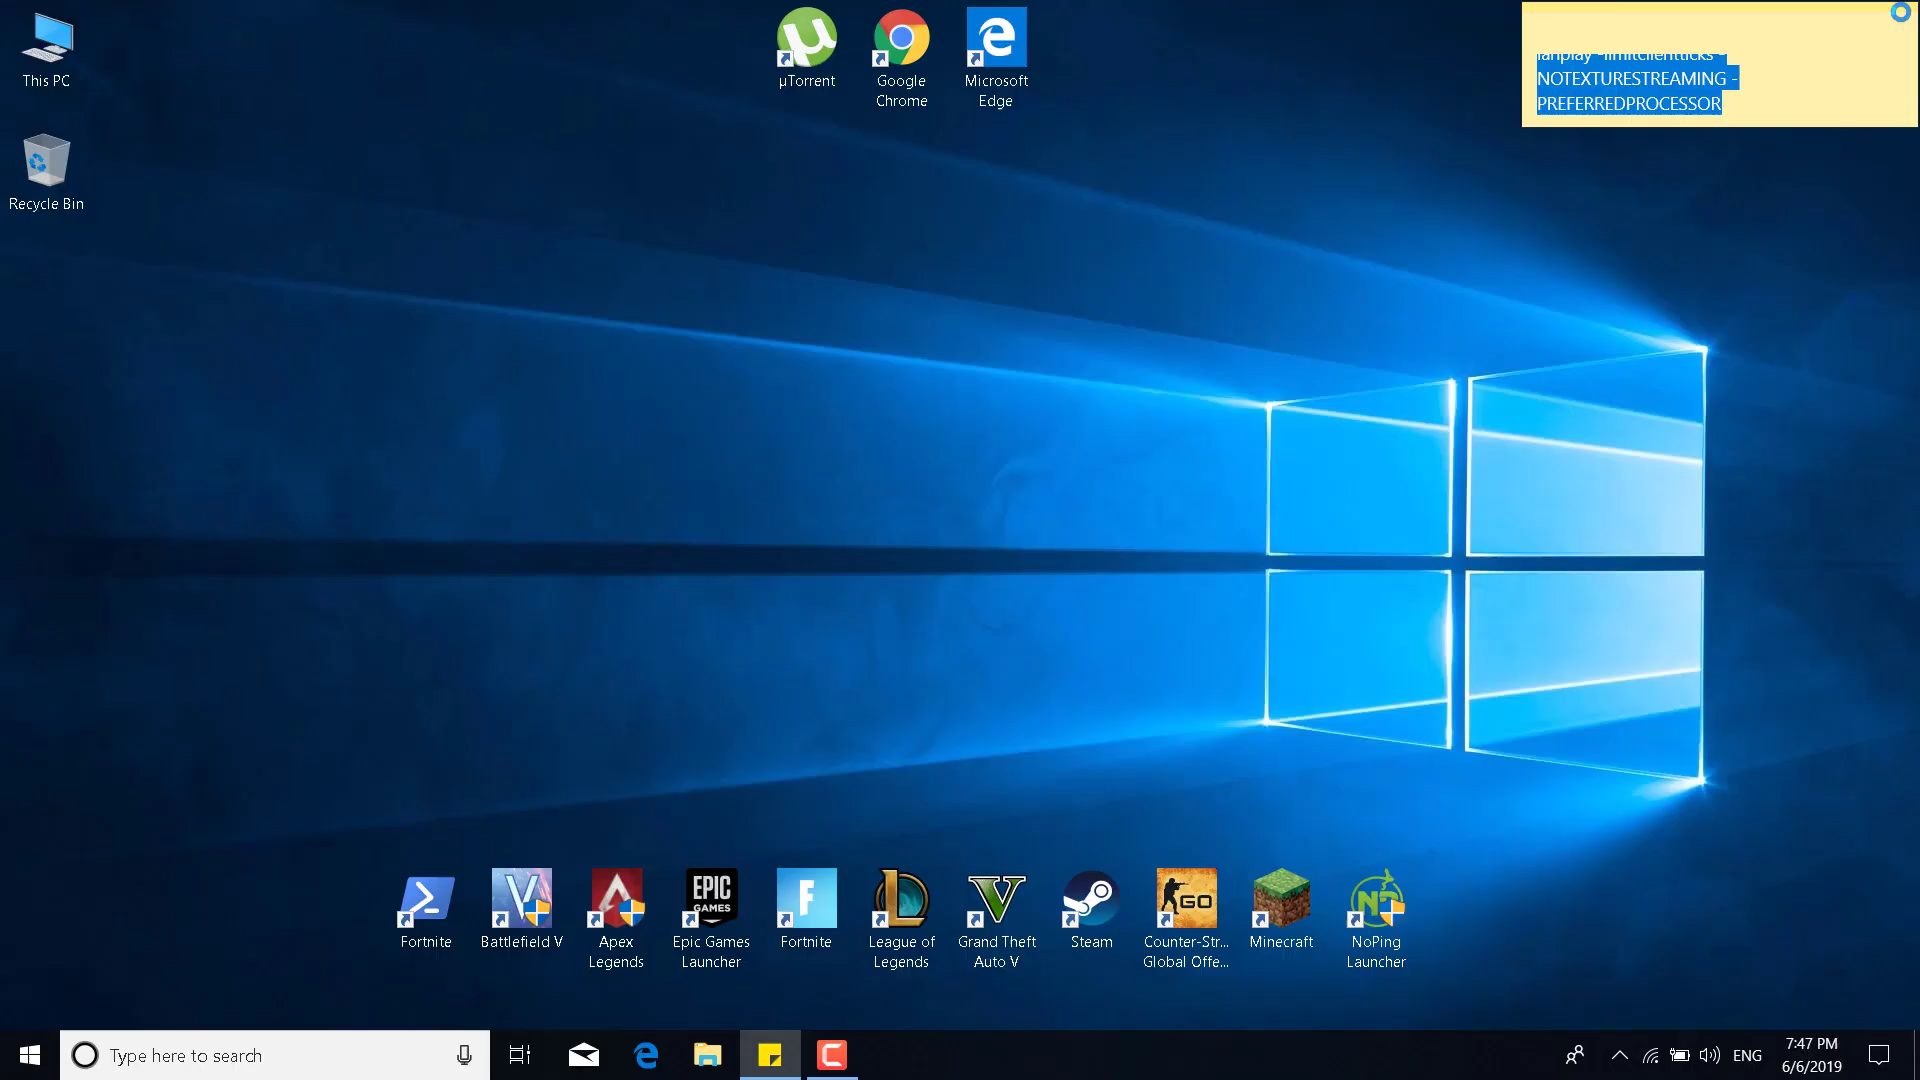 This PC
Recycle Bin
µTorrent
Google
Chrome
Microsoft
Edge
lanplay -limitclientticks -
NOTEXTURESTREAMING -
PREFERREDPROCESSOR
Fortnite
Battlefield V
Apex
Legends
EPIC
GAMES
Epic Games
Launcher
F
Fortnite
League of
Legends
Grand Theft
Auto V
Steam
GO
Counter-Str...
Global Offe...
Minecraft
NoPing
Launcher
Type here to search
ENG
7:47 PM
6/6/2019